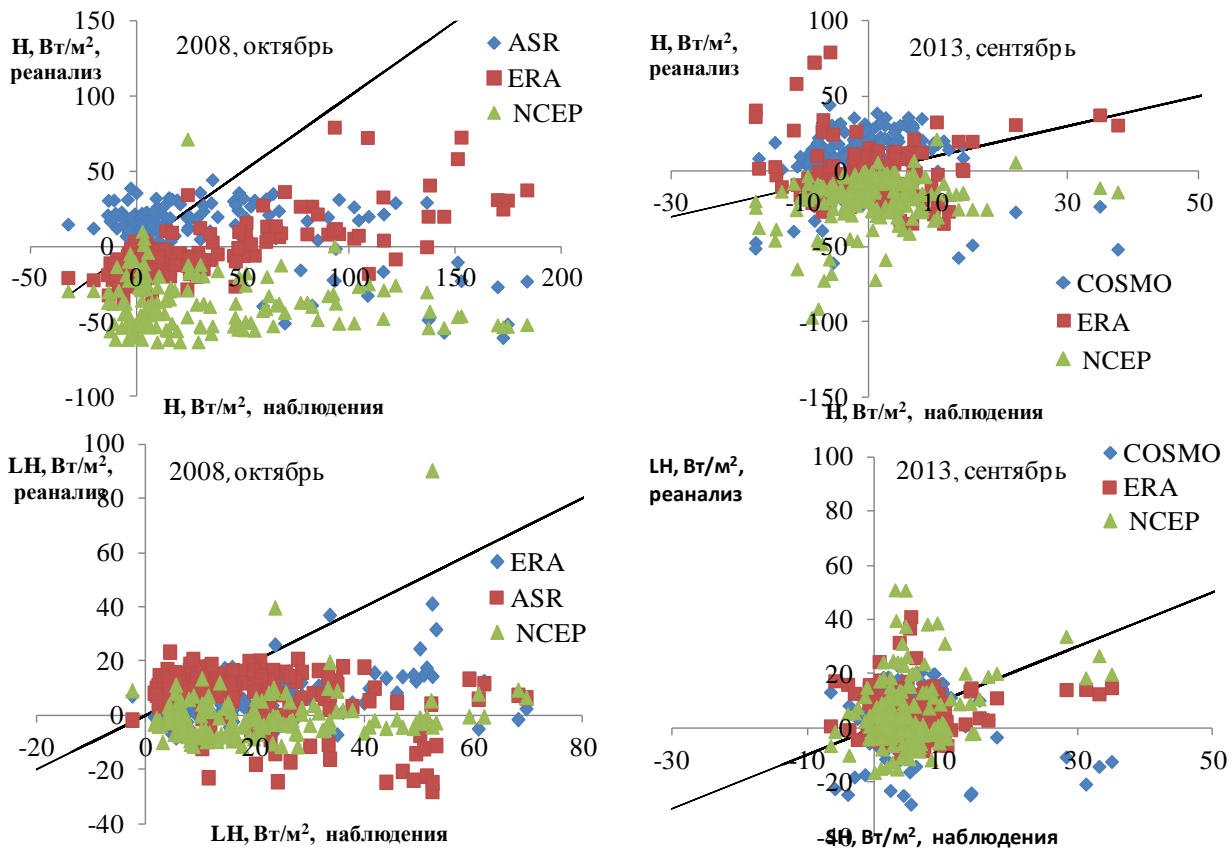 H, Вт/м²,
реанализ
2008, октябрь
150
100
50
0
-50
-100
-50
0
50
100
150
200
ASR
ERA
NCEP
H, Вт/м², наблюдения
H, Вт/м²,
реанализ
2013, сентябрь
100
50
0
-50
-100
-150
-30
-10
10
30
50
COSMO
ERA
NCEP
H, Вт/м², наблюдения
LH, Вт/м²,
реанализ
2008, октябрь
100
80
60
40
20
0
-20
-40
-20
0
20
40
60
80
ERA
ASR
NCEP
LH, Вт/м², наблюдения
LH, Вт/м²,
реанализ
2013, сентябрь
100
80
60
40
20
0
-20
-40
-30
-10
10
30
50
COSMO
ERA
NCEP
SH, Вт/м², наблюдения